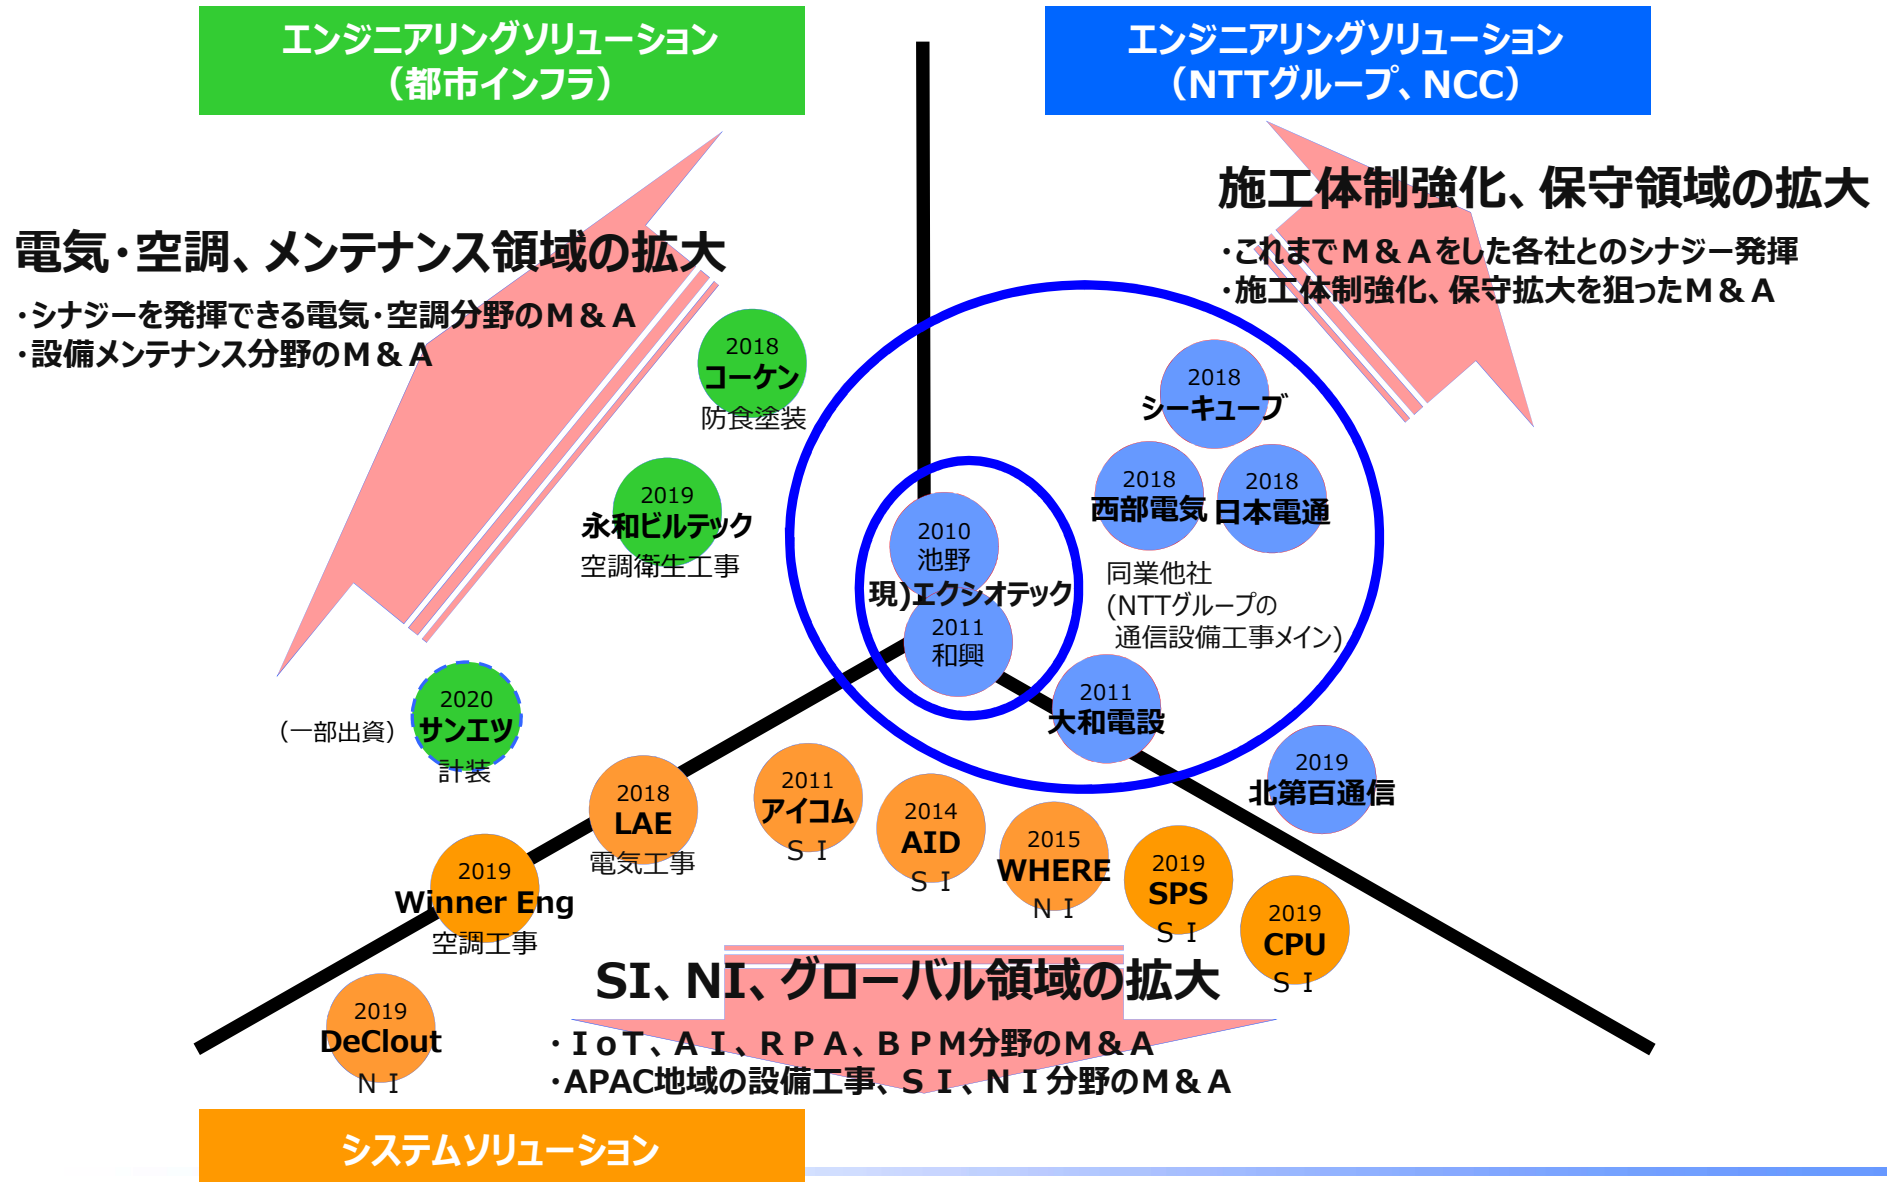 エンジニアリングソリューション
（都市インフラ）
エンジニアリングソリューション
（NTTグループ、NCC）
電気・空調、メンテナンス領域の拡大
・シナジーを発揮できる電気・空調分野のM＆A
・設備メンテナンス分野のM＆A
施工体制強化、保守領域の拡大
・これまでM＆Aをした各社とのシナジー発揮
・施工体制強化、保守拡大を狙ったM＆A
2018
コーケン
防食塗装
2019
永和ビルテック
空調衛生工事
2020
サンエツ
計装
（一部出資）
2018
シーキューブ
2018
西部電気
2018
日本電通
2010
池野
現)エクシオテック
2011
和興
同業他社
(NTTグループの
通信設備工事メイン)
2011
大和電設
2019
北第百通信
2018
LAE
電気工事
2019
Winner Eng
空調工事
2019
DeClout
ＮＩ
2011
アイコム
ＳＩ
2014
AID
ＳＩ
2015
WHERE
ＮＩ
2019
SPS
ＳＩ
2019
CPU
ＳＩ
SI、NI、グローバル領域の拡大
・ＩｏＴ、ＡＩ、ＲＰＡ、ＢＰＭ分野のM＆A
・APAC地域の設備工事、ＳＩ、ＮＩ分野のM＆A
システムソリューション